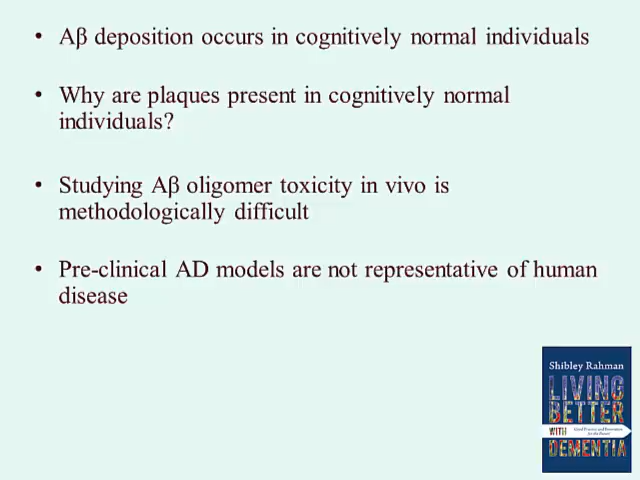 • Aβ deposition occurs in cognitively normal individuals
• Why are plaques present in cognitively normal
individuals?
• Studying Aβ oligomer toxicity in vivo is
methodologically difficult
• Pre-clinical AD models are not representative of human
disease
Shibley Rahman
LIVING
BETTER
WITH
DEMENTIA